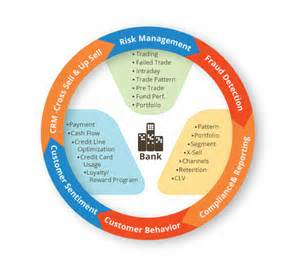 Risk Management
Fraud Detection
Compliance& Reporting
Customer Behavior
Customer Sentiment
CRM -Cross Sell & Up Sell
•Trading
•Failed Trade
•Intraday
•Trade Pattern
•Pre Trade
•Fund Perf.
•Portfolio
•Payment
•Cash Flow
•Credit Line
Optimization
•Credit Card
Usage
•Loyalty/
Reward Program
Bank
•Pattern
•Portfolio
•Segment
•X-Sell
•Channels
•Retention
•CLV